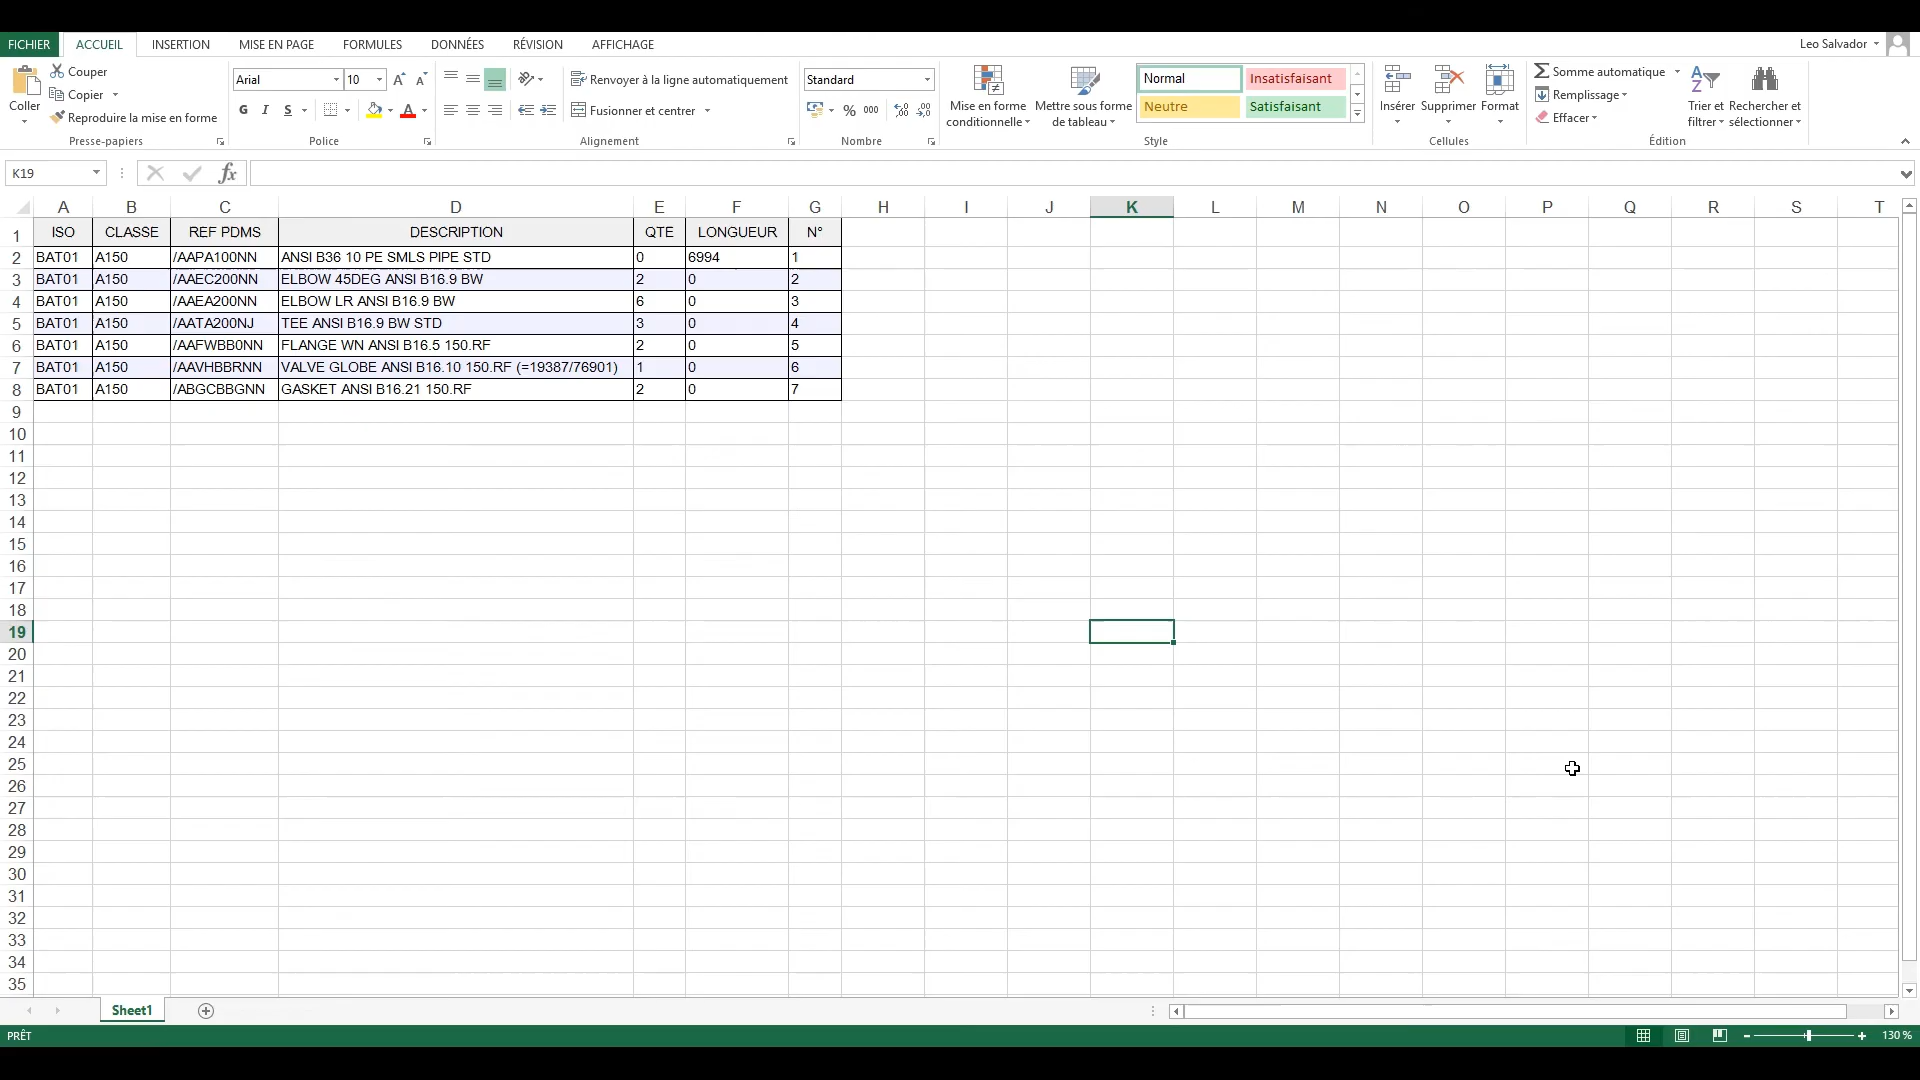 FICHIER ACCUEIL INSERTION MISE EN PAGE FORMULES DONNÉES RÉVISION AFFICHAGE Leo Salvador
Coller
Couper
Copier
Reproduire la mise en forme
Presse-papiers
Arial 10
G I S
Police
Renvoyer à la ligne automatiquement
Fusionner et centrer
Alignement
Standard
% 000
Nombre
Mise en forme
conditionnelle
Mettre sous forme
de tableau
Normal Insatisfaisant
Neutre Satisfaisant
Style
Insérer Supprimer Format
Cellules
Somme automatique
Remplissage
Effacer
Trier et
filtrer
Rechercher et
sélectionner
Édition
K19 fx
A B C D E F G H I J K L M N O P Q R S T
1 ISO CLASSE REF PDMS DESCRIPTION QTE LONGUEUR N°
2 BAT01 A150 /AAPA100NN ANSI B36 10 PE SMLS PIPE STD 0 6994 1
3 BAT01 A150 /AAEC200NN ELBOW 45DEG ANSI B16.9 BW 2 0 2
4 BAT01 A150 /AAEA200NN ELBOW LR ANSI B16.9 BW 6 0 3
5 BAT01 A150 /AATA200NJ TEE ANSI B16.9 BW STD 3 0 4
6 BAT01 A150 /AAFWBB0NN FLANGE WN ANSI B16.5 150.RF 2 0 5
7 BAT01 A150 /AAVHBBRNN VALVE GLOBE ANSI B16.10 150.RF (=19387/76901) 1 0 6
8 BAT01 A150 /ABGCBBGNN GASKET ANSI B16.21 150.RF 2 0 7
9
10
11
12
13
14
15
16
17
18
19
20
21
22
23
24
25
26
27
28
29
30
31
32
33
34
35
Sheet1
PRÊT 130 %